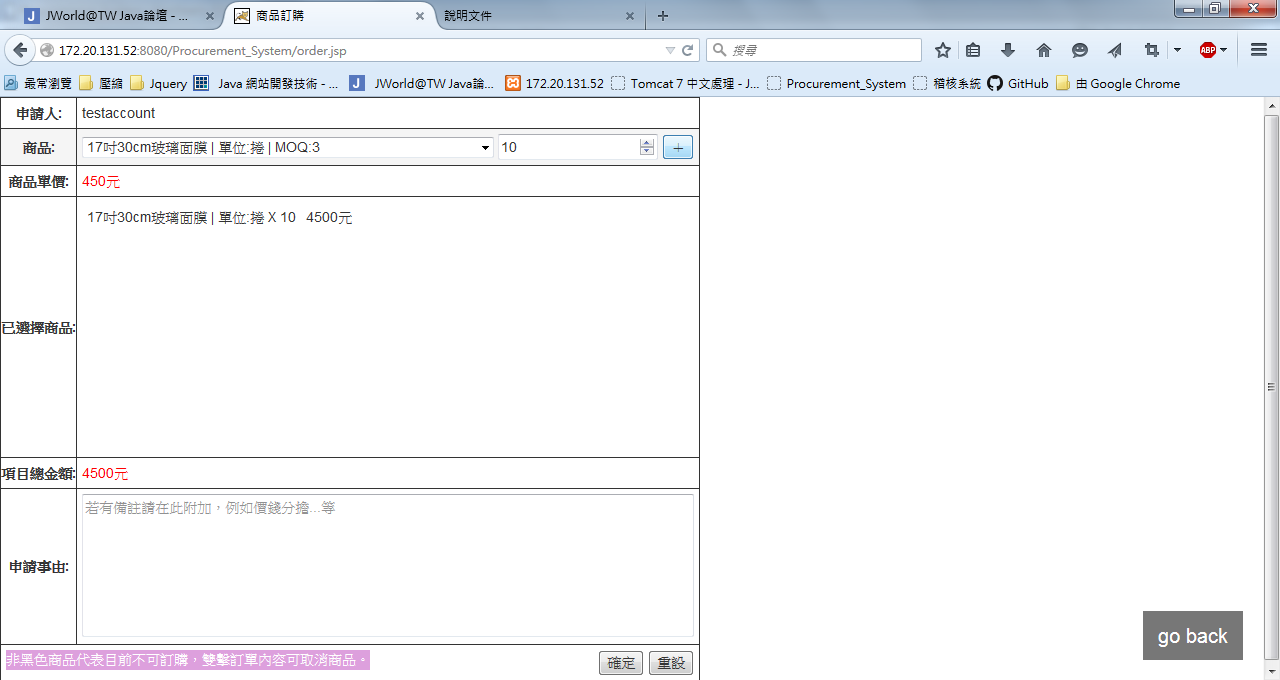 JWorld@TW Java論壇 - ...
商品訂購
說明文件
172.20.131.52:8080/Procurement_System/order.jsp
搜尋
ABP
最常瀏覽
壓縮
Jquery
Java 網站開發技術 - ...
JWorld@TW Java論...
172.20.131.52
Tomcat 7 中文處理 - J...
Procurement_System
稽核系統
GitHub
由 Google Chrome
申請人: testaccount
商品: 17吋30cm玻璃面膜 | 單位:捲 | MOQ:3 10 +
商品單價: 450元
已選擇商品: 17吋30cm玻璃面膜 | 單位:捲 X 10 4500元
項目總金額: 4500元
申請事由: 若有備註請在此附加，例如價錢分擔...等
非黑色商品代表目前不可訂購，雙擊訂單內容可取消商品。
確定 重設
go back